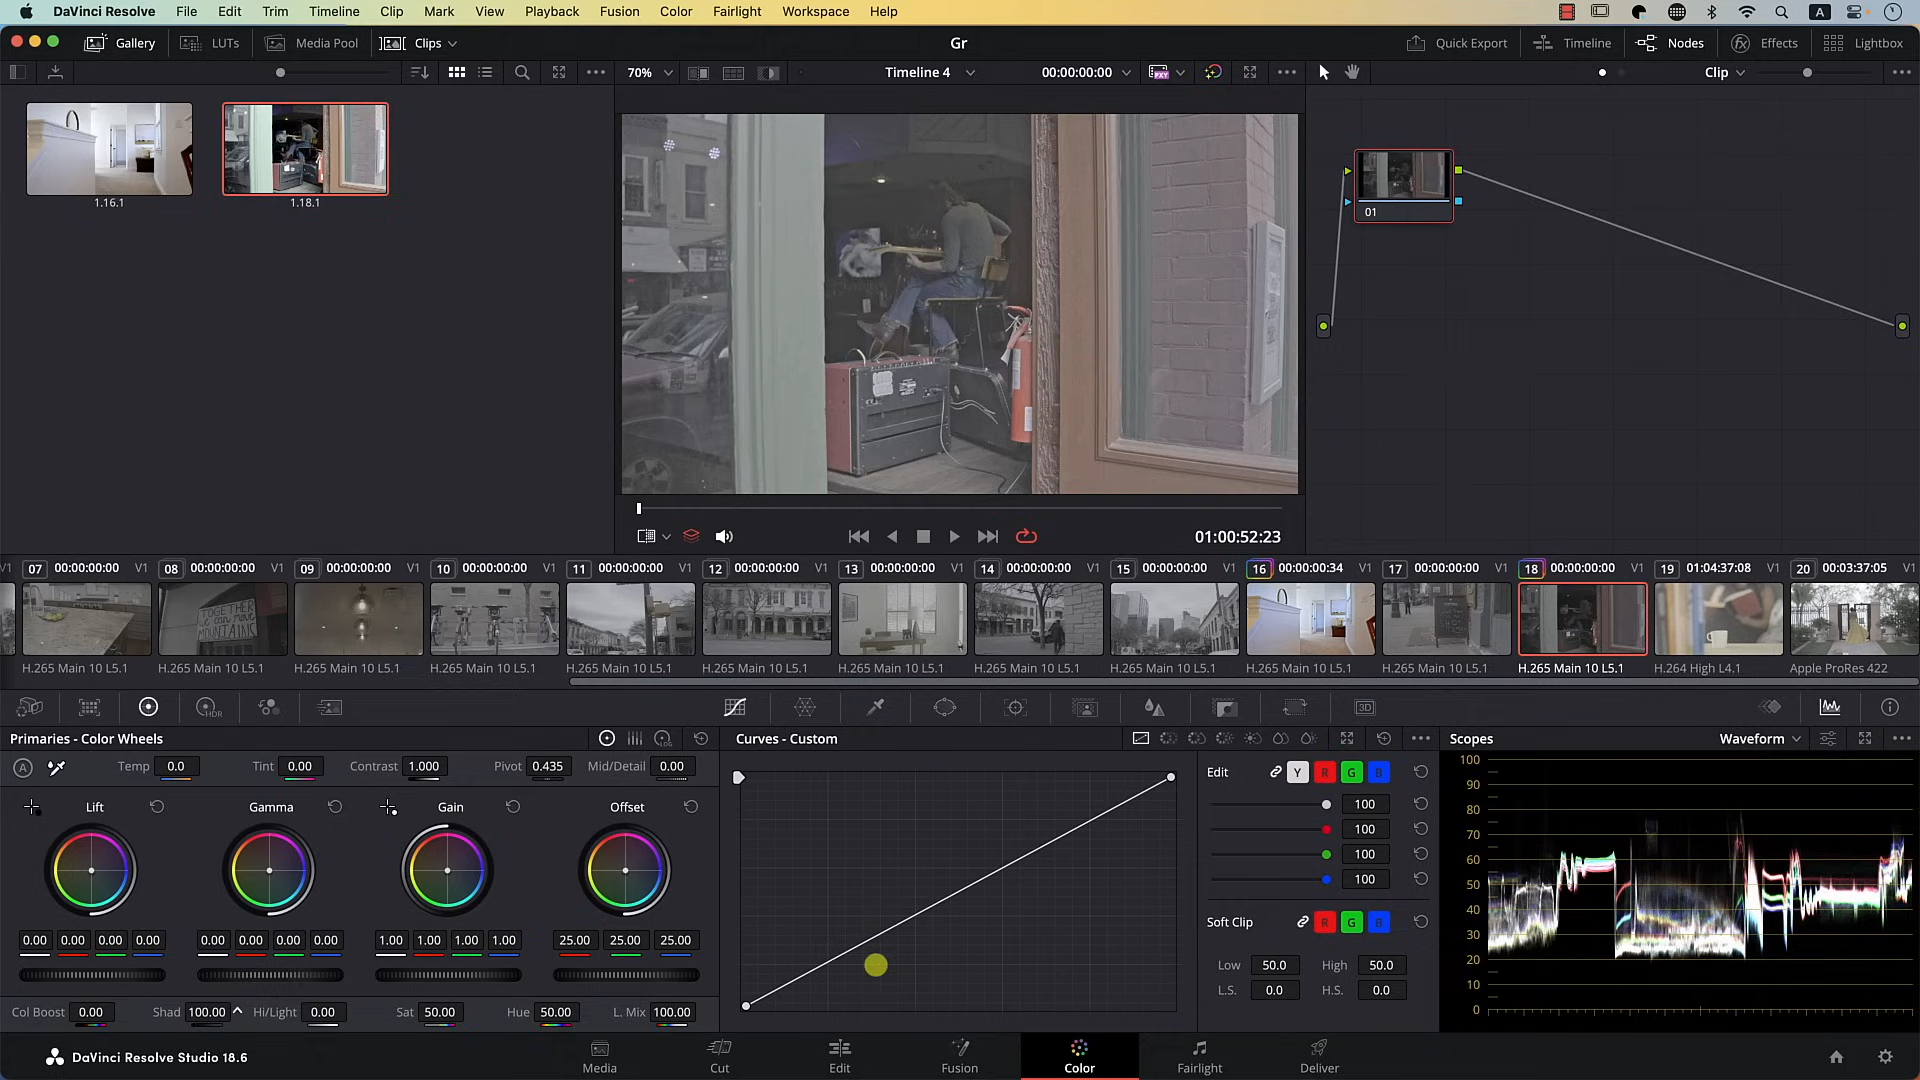 DaVinci Resolve File Edit Trim Timeline Clip Mark View Playback Fusion Color Fairlight Workspace Help A
Gallery LUTs Media Pool Clips Gr Quick Export Timeline Nodes Effects Lightbox
70% Timeline 4 00:00:00:00 PXY Clip
1.16.1 1.18.1
01
01:00:52:23
V1 07 00:00:00:00 V1 08 00:00:00:00 V1 09 00:00:00:00 V1 10 00:00:00:00 V1 11 00:00:00:00 V1 12 00:00:00:00 V1 13 00:00:00:00 V1 14 00:00:00:00 V1 15 00:00:00:00 V1 16 00:00:00:34 V1 17 00:00:00:00 V1 18 00:00:00:00 V1 19 01:04:37:08 V1 20 00:03:37:05 V1
TOGETHER
we can move
MOUNTAINS
H.265 Main 10 L5.1 H.265 Main 10 L5.1 H.265 Main 10 L5.1 H.265 Main 10 L5.1 H.265 Main 10 L5.1 H.265 Main 10 L5.1 H.265 Main 10 L5.1 H.265 Main 10 L5.1 H.265 Main 10 L5.1 H.265 Main 10 L5.1 H.265 Main 10 L5.1 H.265 Main 10 L5.1 H.264 High L4.1 Apple ProRes 422
HDR 3D
Primaries - Color Wheels LOG Curves - Custom Scopes Waveform
A Temp 0.0 Tint 0.00 Contrast 1.000 Pivot 0.435 Mid/Detail 0.00
Lift Gamma Gain Offset
0.00 0.00 0.00 0.00 0.00 0.00 0.00 0.00 1.00 1.00 1.00 1.00 25.00 25.00 25.00
Col Boost 0.00 Shad 100.00 Hi/Light 0.00 Sat 50.00 Hue 50.00 L. Mix 100.00
Edit Y R G B
100
100
100
100
Soft Clip R G B
Low 50.0 High 50.0
L.S. 0.0 H.S. 0.0
100
90
80
70
60
50
40
30
20
10
0
DaVinci Resolve Studio 18.6 Media Cut Edit Fusion Color Fairlight Deliver